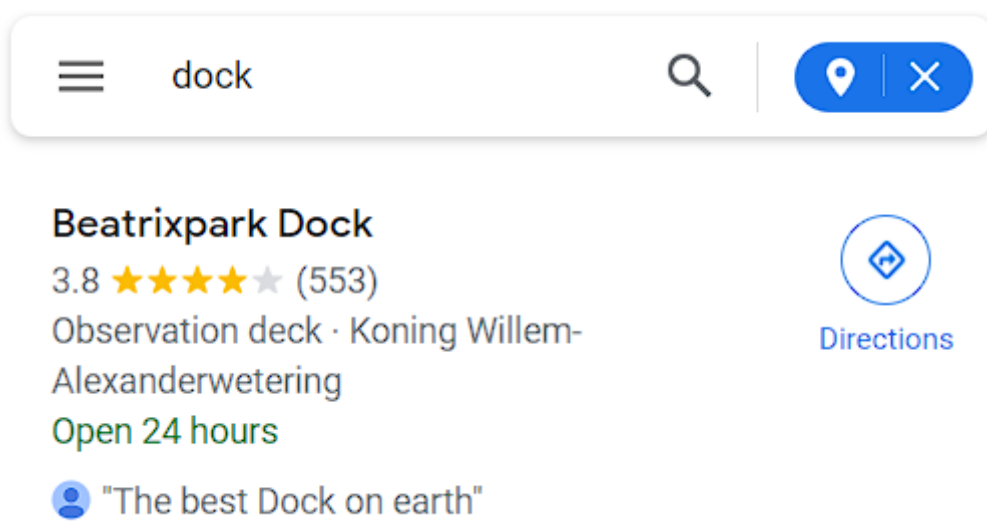 dock
Beatrixpark Dock
3.8 (553)
Observation deck · Koning Willem-
Alexanderwetering
Directions
Open 24 hours
"The best Dock on earth"